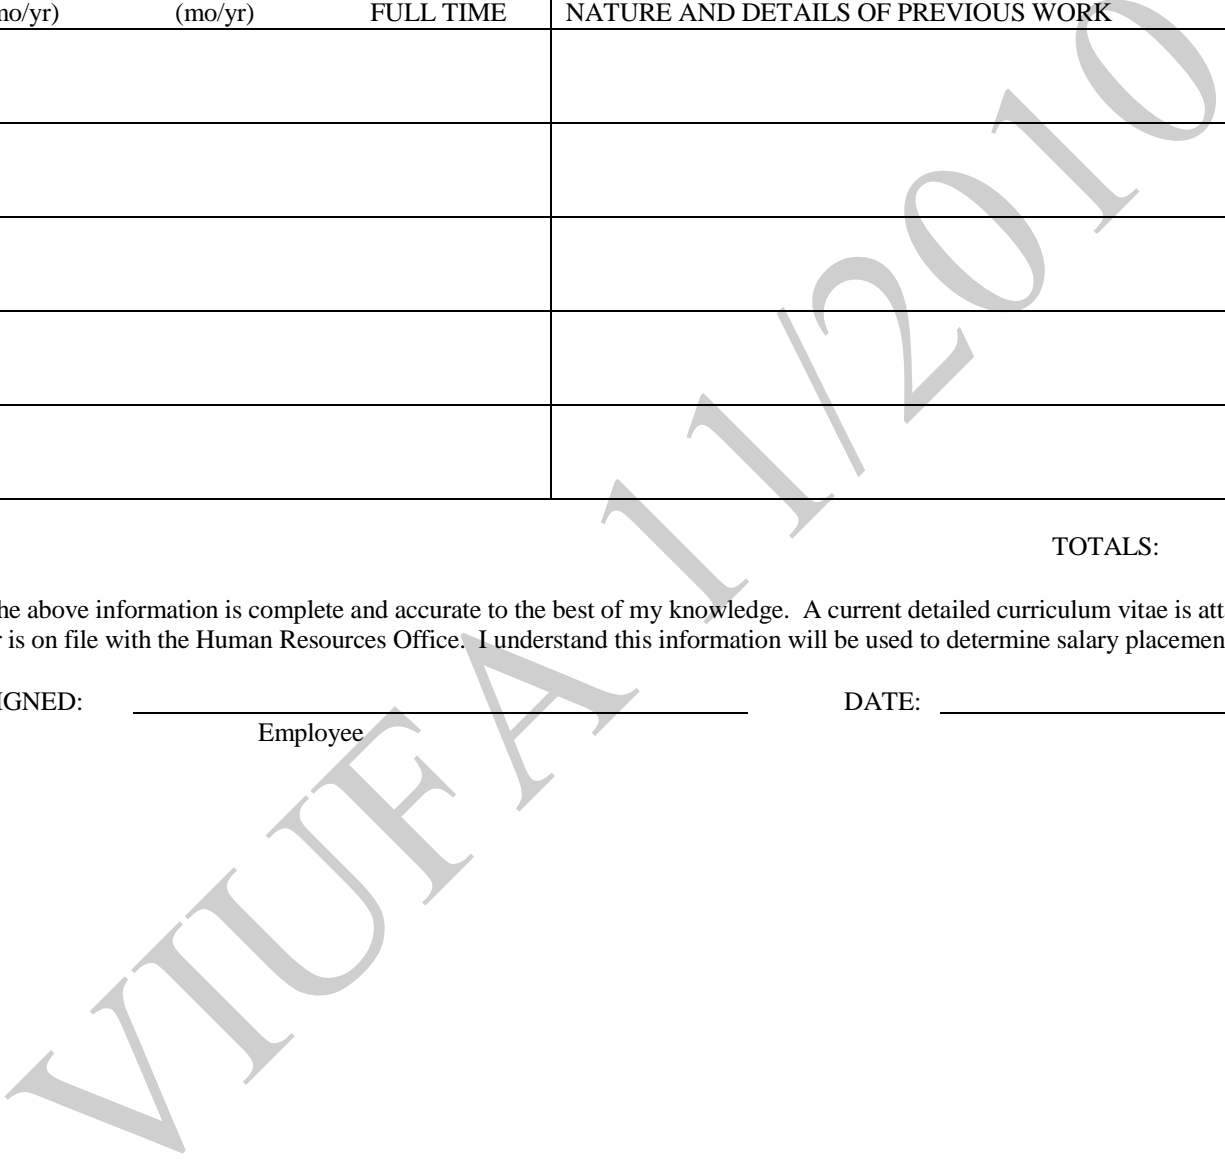 mo/yr) (mo/yr) FULL TIME NATURE AND DETAILS OF PREVIOUS WORK
TOTALS:
he above information is complete and accurate to the best of my knowledge. A current detailed curriculum vitae is att
r is on file with the Human Resources Office. I understand this information will be used to determine salary placemen
IGNED: DATE:
Employee
VIUFA 11/2010